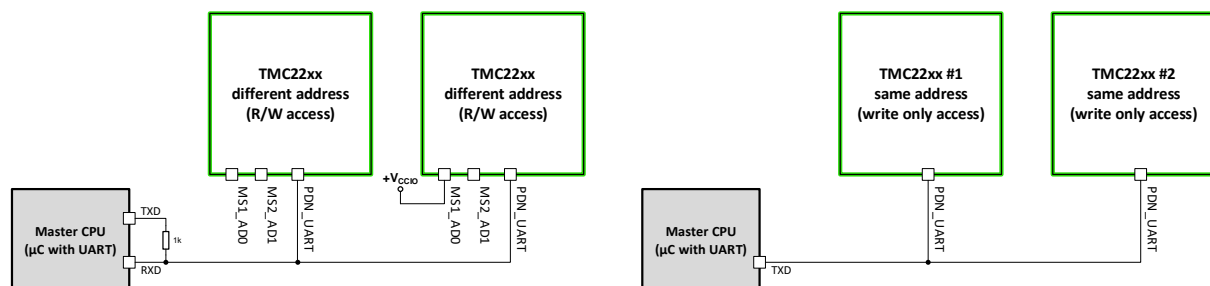 TMC22xx
different address
(R/W access)
MS1_AD0
MS2_AD1
PDN_UART
TMC22xx
different address
(R/W access)
+VCCIO
MS1_AD0
MS2_AD1
PDN_UART
Master CPU
(µC with UART)
TXD
1k
RXD
TMC22xx #1
same address
(write only access)
PDN_UART
TMC22xx #2
same address
(write only access)
PDN_UART
Master CPU
(µC with UART)
TXD